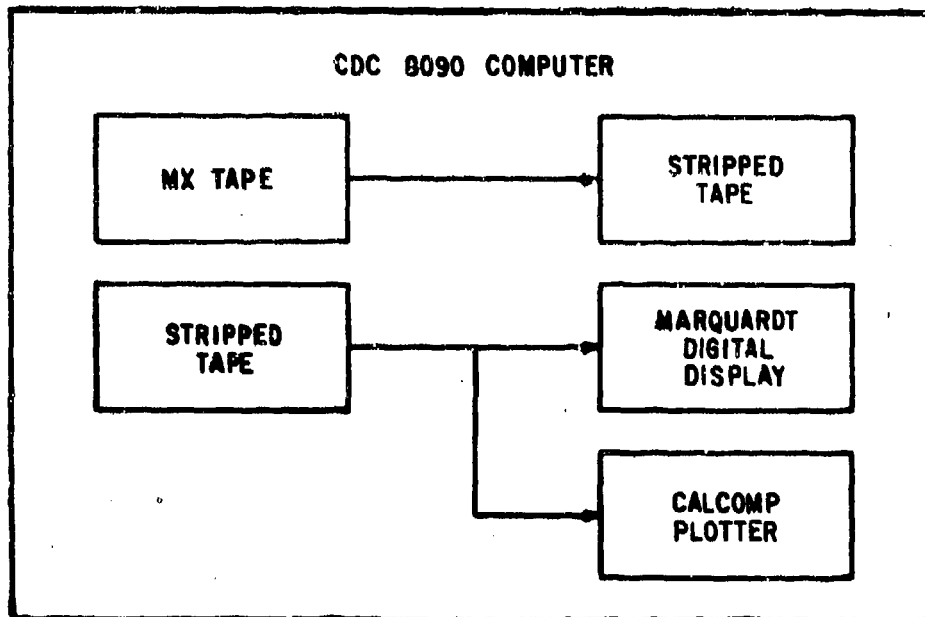 CDC 8090 COMPUTER
MX TAPE
STRIPPED
TAPE
STRIPPED
TAPE
MARQUARDT
DIGITAL
DISPLAY
CALCOMP
PLOTTER